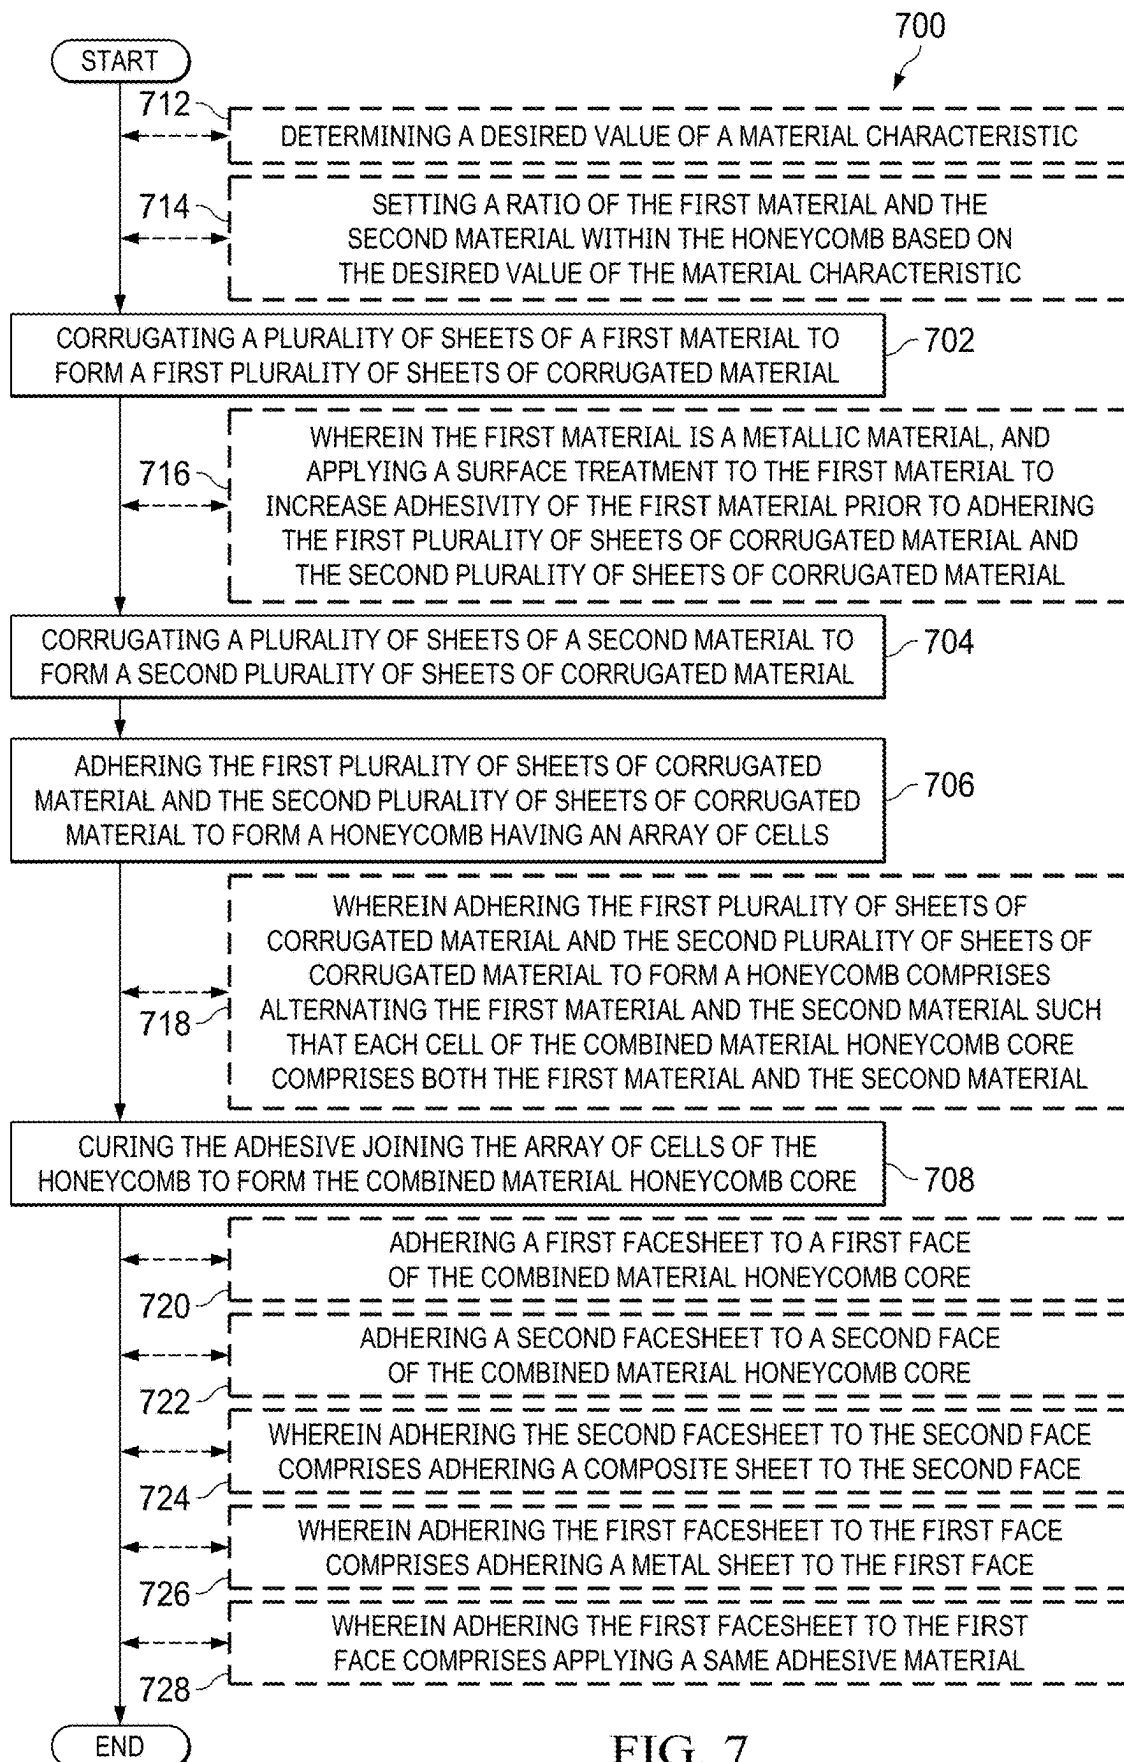 700
START
712
DETERMINING A DESIRED VALUE OF A MATERIAL CHARACTERISTIC
714
SETTING A RATIO OF THE FIRST MATERIAL AND THE
SECOND MATERIAL WITHIN THE HONEYCOMB BASED ON
THE DESIRED VALUE OF THE MATERIAL CHARACTERISTIC
CORRUGATING A PLURALITY OF SHEETS OF A FIRST MATERIAL TO
FORM A FIRST PLURALITY OF SHEETS OF CORRUGATED MATERIAL
702
716
WHEREIN THE FIRST MATERIAL IS A METALLIC MATERIAL, AND
APPLYING A SURFACE TREATMENT TO THE FIRST MATERIAL TO
INCREASE ADHESIVITY OF THE FIRST MATERIAL PRIOR TO ADHERING
THE FIRST PLURALITY OF SHEETS OF CORRUGATED MATERIAL AND
THE SECOND PLURALITY OF SHEETS OF CORRUGATED MATERIAL
CORRUGATING A PLURALITY OF SHEETS OF A SECOND MATERIAL TO
FORM A SECOND PLURALITY OF SHEETS OF CORRUGATED MATERIAL
704
ADHERING THE FIRST PLURALITY OF SHEETS OF CORRUGATED
MATERIAL AND THE SECOND PLURALITY OF SHEETS OF CORRUGATED
MATERIAL TO FORM A HONEYCOMB HAVING AN ARRAY OF CELLS
706
718
WHEREIN ADHERING THE FIRST PLURALITY OF SHEETS OF
CORRUGATED MATERIAL AND THE SECOND PLURALITY OF SHEETS OF
CORRUGATED MATERIAL TO FORM A HONEYCOMB COMPRISES
ALTERNATING THE FIRST MATERIAL AND THE SECOND MATERIAL SUCH
THAT EACH CELL OF THE COMBINED MATERIAL HONEYCOMB CORE
COMPRISES BOTH THE FIRST MATERIAL AND THE SECOND MATERIAL
CURING THE ADHESIVE JOINING THE ARRAY OF CELLS OF THE
HONEYCOMB TO FORM THE COMBINED MATERIAL HONEYCOMB CORE
708
ADHERING A FIRST FACESHEET TO A FIRST FACE
OF THE COMBINED MATERIAL HONEYCOMB CORE
720
ADHERING A SECOND FACESHEET TO A SECOND FACE
OF THE COMBINED MATERIAL HONEYCOMB CORE
722
WHEREIN ADHERING THE SECOND FACESHEET TO THE SECOND FACE
COMPRISES ADHERING A COMPOSITE SHEET TO THE SECOND FACE
724
WHEREIN ADHERING THE FIRST FACESHEET TO THE FIRST FACE
COMPRISES ADHERING A METAL SHEET TO THE FIRST FACE
726
WHEREIN ADHERING THE FIRST FACESHEET TO THE FIRST
FACE COMPRISES APPLYING A SAME ADHESIVE MATERIAL
728
END
FIG. 7